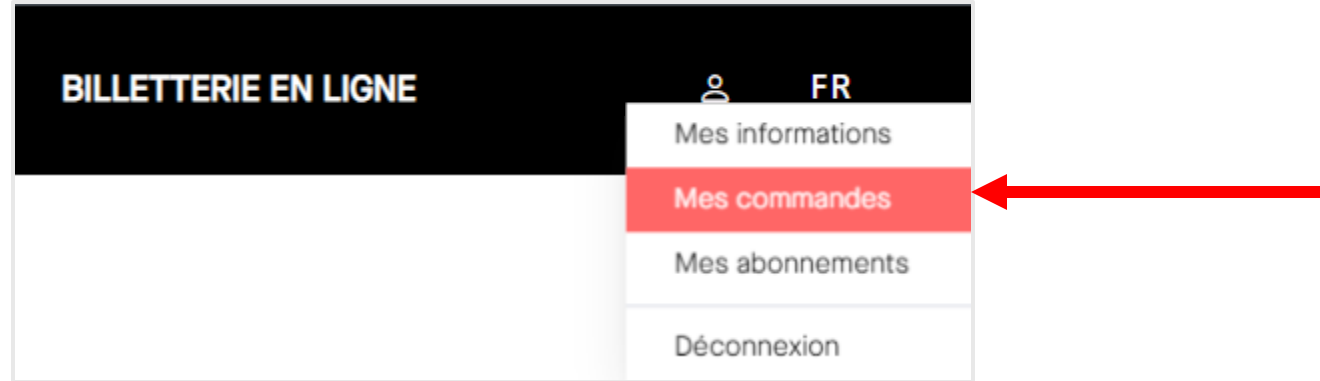 BILLETTERIE EN LIGNE FR
Mes informations
Mes commandes
Mes abonnements
Déconnexion